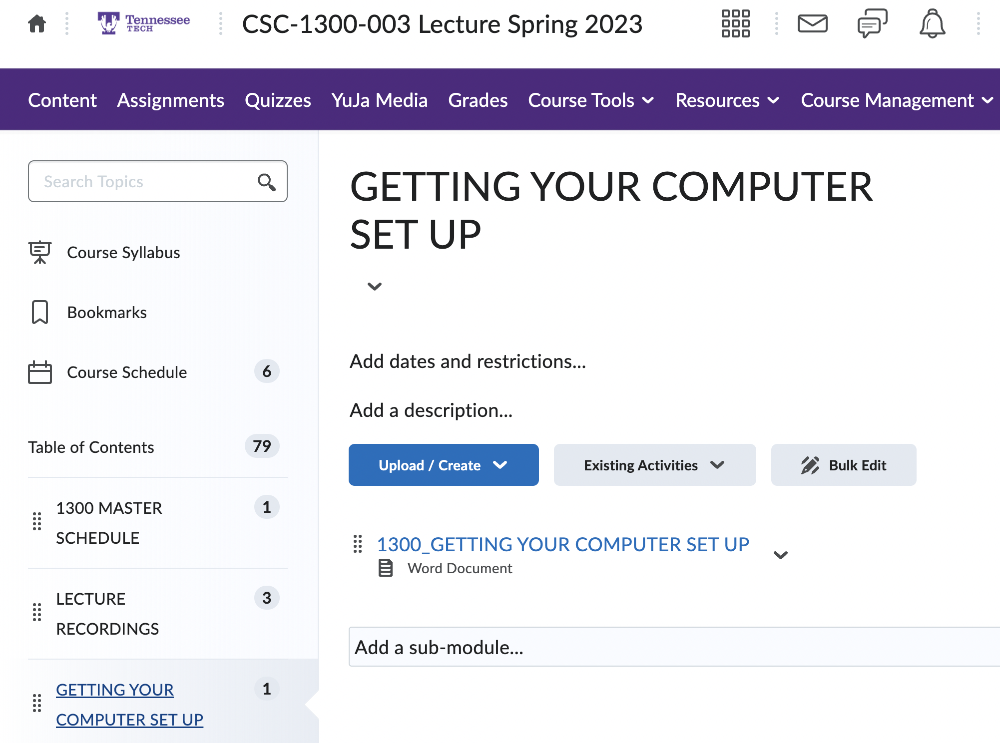 Tennessee
TECH
CSC-1300-003 Lecture Spring 2023
Content Assignments Quizzes YuJa Media Grades Course Tools Resources Course Management
Search Topics
Course Syllabus
Bookmarks
Course Schedule 6
Table of Contents 79
1300 MASTER 1
SCHEDULE
LECTURE 3
RECORDINGS
GETTING YOUR 1
COMPUTER SET UP
GETTING YOUR COMPUTER
SET UP
Add dates and restrictions...
Add a description...
Upload / Create Existing Activities Bulk Edit
1300_GETTING YOUR COMPUTER SET UP
Word Document
Add a sub-module...